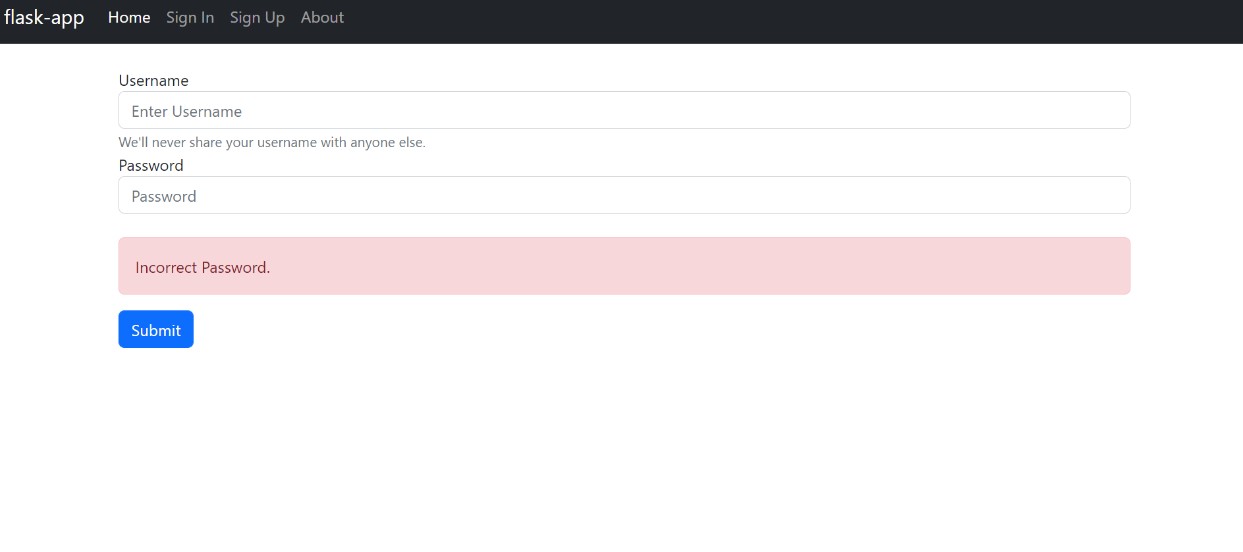 flask-app Home Sign In Sign Up About
Username
Enter Username
We'll never share your username with anyone else.
Password
Password
Incorrect Password.
Submit